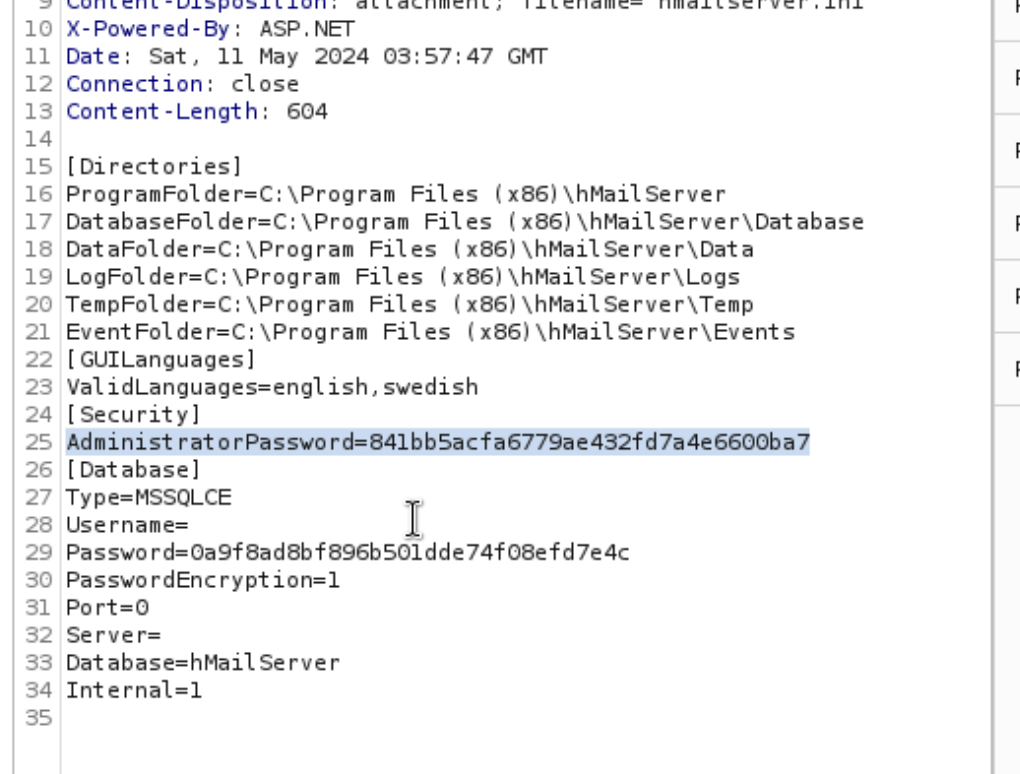 9 Content-Disposition: attachment; filename="hmailserver.ini
10 X-Powered-By: ASP.NET
11 Date: Sat, 11 May 2024 03:57:47 GMT
12 Connection: close
13 Content-Length: 604
14
15 [Directories]
16 ProgramFolder=C:\Program Files (x86)\hMailServer
17 DatabaseFolder=C:\Program Files (x86)\hMailServer\Database
18 DataFolder=C:\Program Files (x86)\hMailServer\Data
19 LogFolder=C:\Program Files (x86)\hMailServer\Logs
20 TempFolder=C:\Program Files (x86)\hMailServer\Temp
21 EventFolder=C:\Program Files (x86)\hMailServer\Events
22 [GUILanguages]
23 ValidLanguages=english,swedish
24 [Security]
25 AdministratorPassword=841bb5acfa6779ae432fd7a4e6600ba7
26 [Database]
27 Type=MSSQLCE
28 Username=
29 Password=0a9f8ad8bf896b501dde74f08efd7e4c
30 PasswordEncryption=1
31 Port=0
32 Server=
33 Database=hMailServer
34 Internal=1
35